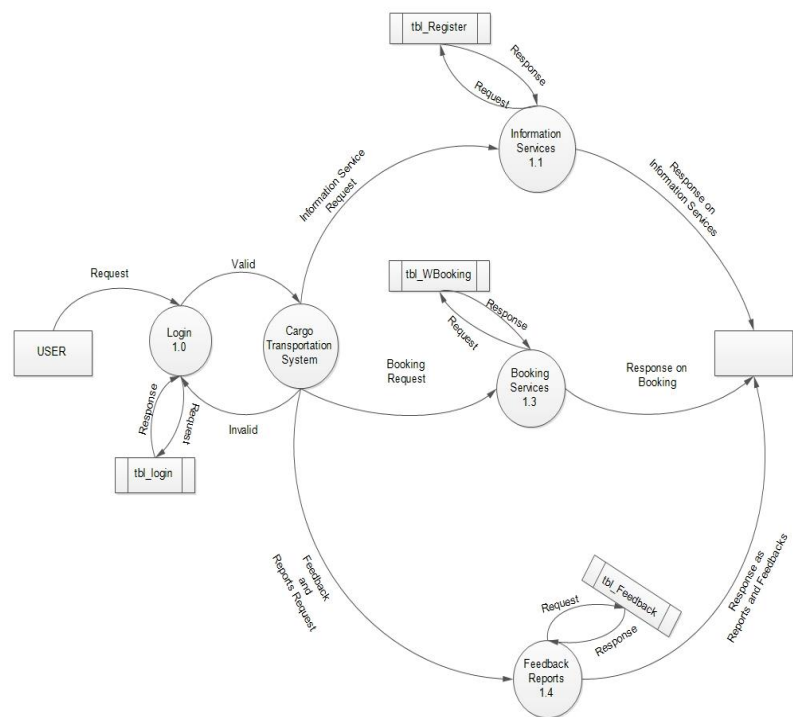 tbl_Register
Response
Request
Information
Services
1.1
Information Service
Request
Response on
Information Services
tbl_WBooking
Response
Request
Request
Valid
USER
Login
1.0
Cargo
Transportation
System
Booking
Request
Booking
Services
1.3
Response on
Booking
Response
Request
Invalid
tbl_login
Feedback
and
Reports Request
tbl_Feedback
Request
Response
Feedback
Reports
1.4
Response as
Reports and Feedbacks